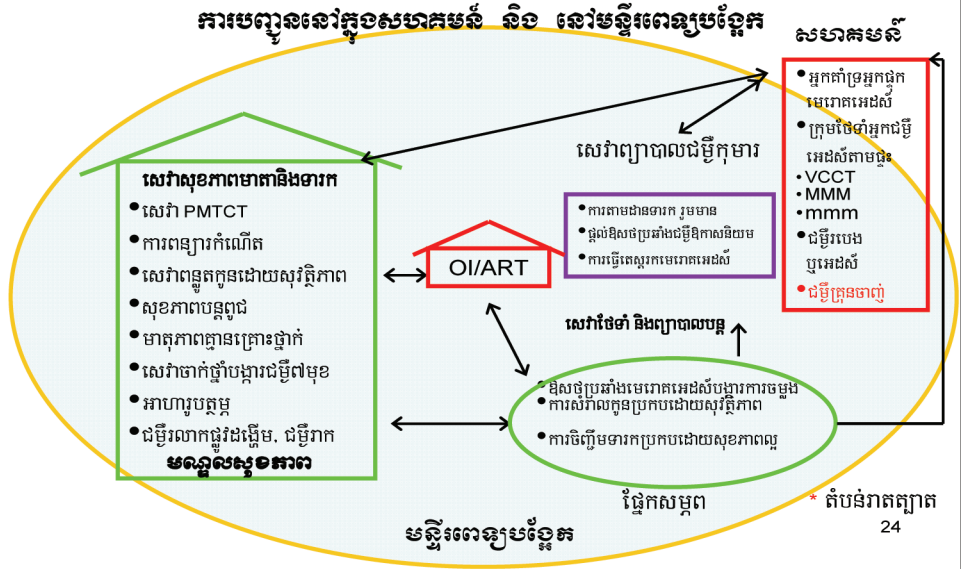 ការបញ្ជូននៅក្នុងសហគមន៍ និង នៅមន្ទីរពេទ្យបង្អែក
សហគមន៍
•អ្នកគាំទ្រអ្នកផ្ទុក
មេរោគអេដស៍
•ក្រុមថែទាំអ្នកជម្ងឺ
អេដស៍តាមផ្ទះ
•VCCT
•MMM
•mmm
•ជម្ងឺរបេង
ឬអេដស៍
•ជម្ងឺគ្រុនចាញ់
សេវាព្យាបាលជម្ងឺកុមារ
សេវាសុខភាពមាតានិងទារក
•សេវា PMTCT
•ការពន្យារកំណើត
•សេវាពន្លូតកូនដោយសុវត្ថិភាព
•សុខភាពបន្តពូជ
•មាតុភាពគ្មានគ្រោះថ្នាក់
•សេវាចាក់ថ្នាំបង្ការជម្ងឺ៧មុខ
•អាហារូបត្ថម្ភ
•ជម្ងឺរលាកផ្លូវដង្ហើម, ជម្ងឺរាក
មណ្ឌលសុខភាព
OI/ART
•ការតាមដានទារក រួមមាន
•ផ្តល់ឱសថប្រឆាំងជម្ងឺឱកាសនិយម
•ការធ្វើតេស្តរកមេរោគអេដស៍
សេវាថែទាំ និងព្យាបាលបន្ត
•ឱសថប្រឆាំងមេរោគអេដស៍បង្ការការចម្លង
•ការសំរាលកូនប្រកបដោយសុវត្ថិភាព
•ការចិញ្ចឹមទារកប្រកបដោយសុខភាពល្អ
ផ្នែកសម្ភព
* តំបន់រាតត្បាត
24
មន្ទីរពេទ្យបង្អែក